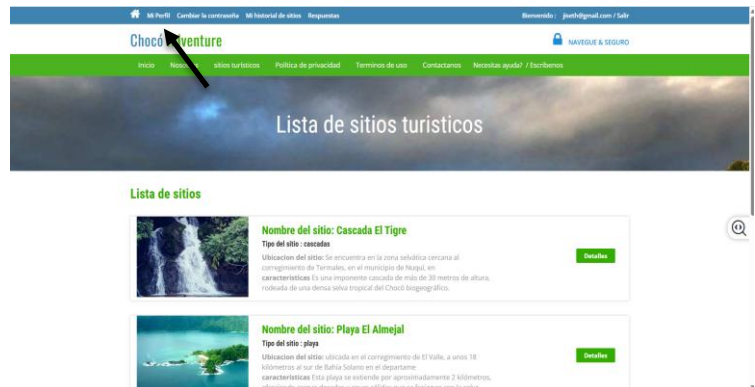 Mi Perfil Cambiar la contraseña Mi historial de sitios Respuestas Bienvenido : jineth@gmail.com / Salir
Chocó Adventure NAVEGUE & SEGURO
Inicio Nosotros sitios turísticos Política de privacidad Terminos de uso Contactanos Necesitas ayuda? / Escríbenos
Lista de sitios turisticos
Lista de sitios
Nombre del sitio: Cascada El Tigre
Tipo del sitio : cascadas
Ubicacion del sitio: Se encuentra en la zona selvática cercana al
corregimiento de Termales, en el municipio de Nuquí, en
caracteristicas Es una imponente cascada de más de 30 metros de altura,
rodeada de una densa selva tropical del Chocó biogeográfico.
Detalles
Nombre del sitio: Playa El Almejal
Tipo del sitio : playa
Ubicacion del sitio: ubicada en el corregimiento de El Valle, a unos 18
kilómetros al sur de Bahía Solano en el departame
caracteristicas Esta playa se extiende por aproximadamente 2 kilómetros,
Detalles